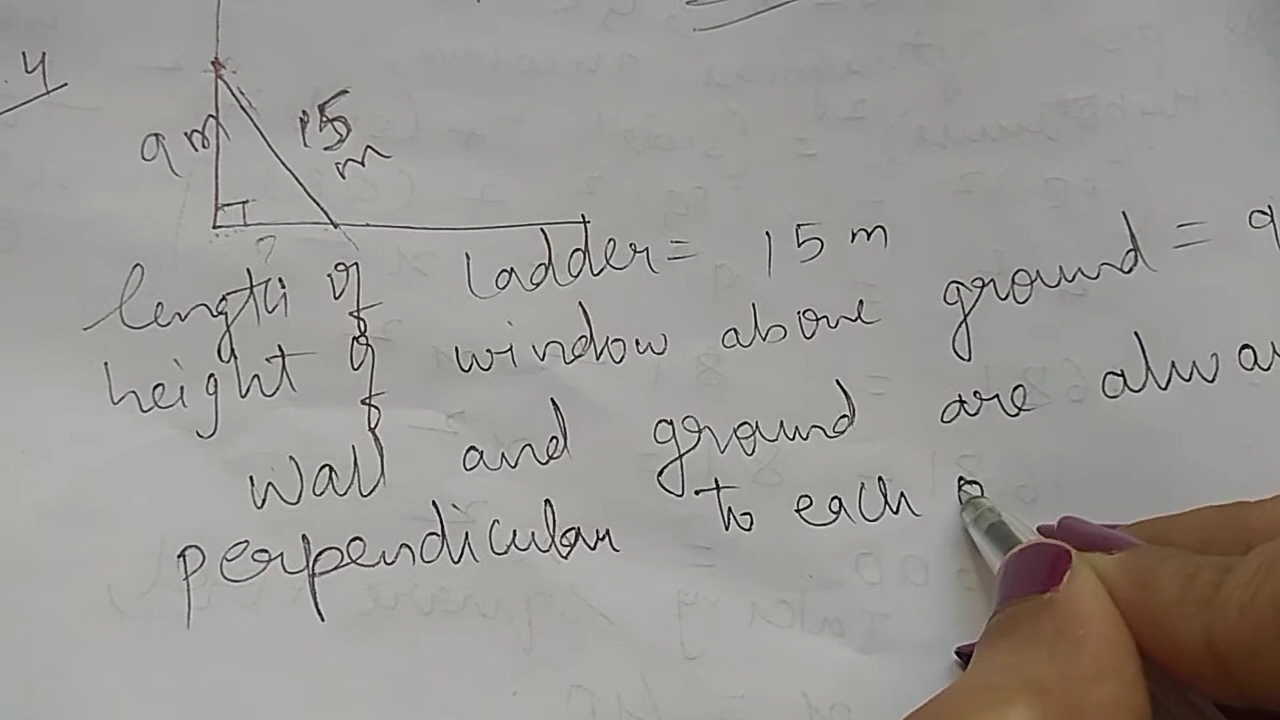 .4
9 m
15 m
?
length of Ladder = 15 m
height of window above ground = 9
wall and ground are alwa
perpendicular to each o